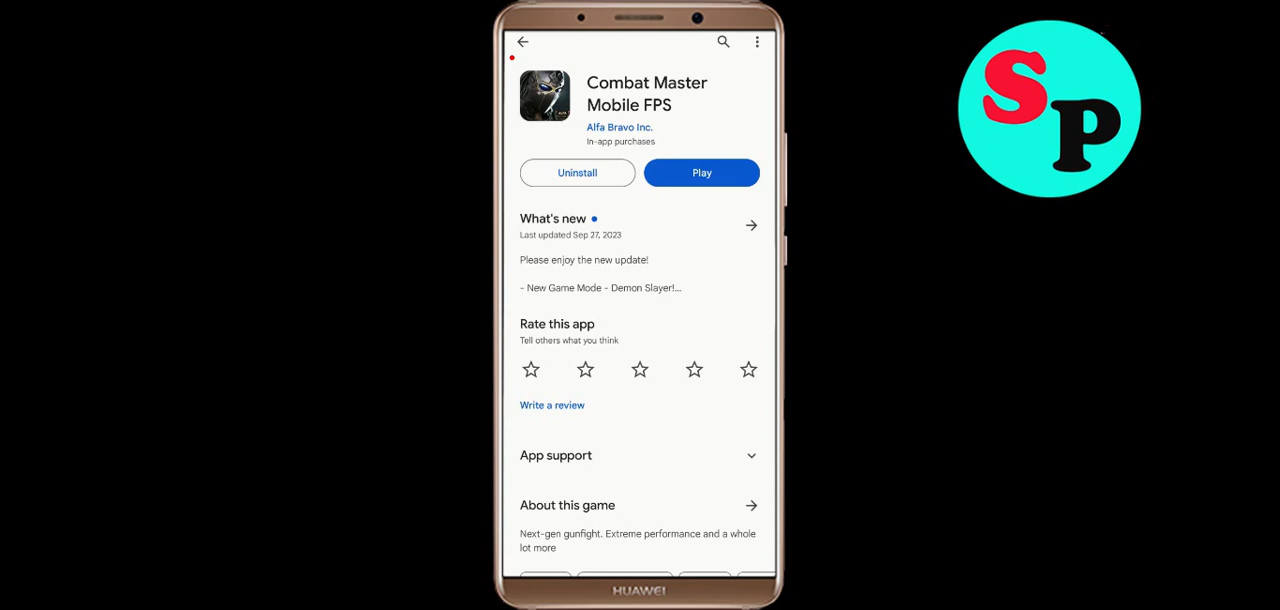 Combat Master
Mobile FPS
Alfa Bravo Inc.
In-app purchases
Uninstall
Play
What's new
Last updated Sep 27, 2023
Please enjoy the new update!
- New Game Mode - Demon Slayer!...
Rate this app
Tell others what you think
Write a review
App support
About this game
Next-gen gunfight. Extreme performance and a whole
lot more
HUAWEI
SP